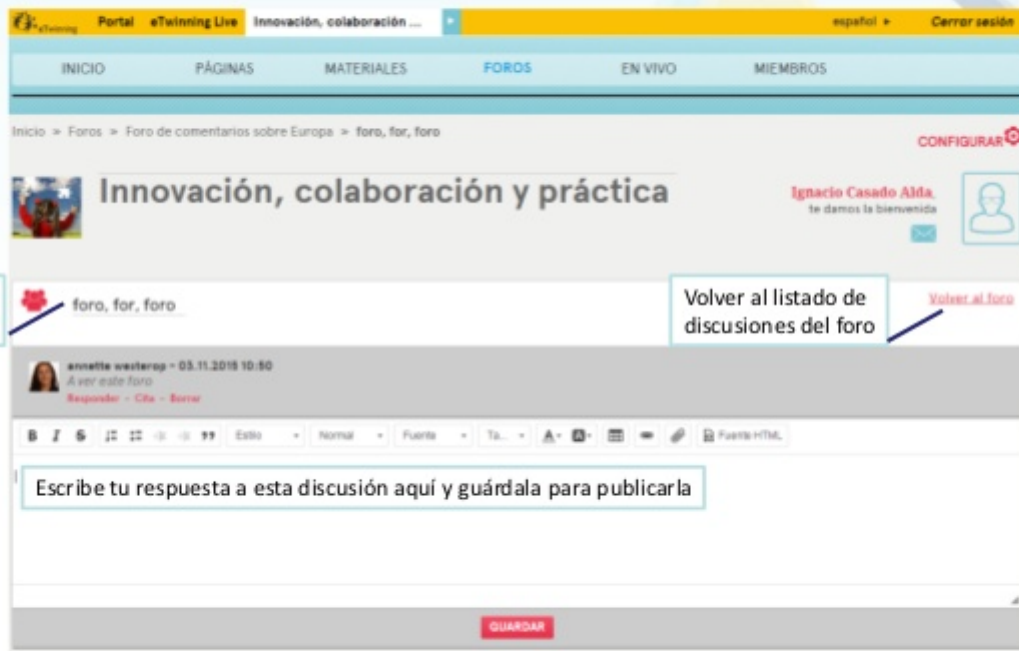 eTwinning Portal eTwinning Live Innovación, colaboración ... español Cerrar sesión
INICIO PÁGINAS MATERIALES FOROS EN VIVO MIEMBROS
Inicio » Foros » Foro de comentarios sobre Europa » foro, for, foro
CONFIGURAR
Innovación, colaboración y práctica
Ignacio Casado Alda,
te damos la bienvenida
foro, for, foro
Volver al listado de
discusiones del foro
Volver al foro
annette westerop - 03.11.2015 10:50
A ver este foro
Responder - Cita - Borrar
B I S Estilo Normal Fuente Ta... A A Fuente HTML
Escribe tu respuesta a esta discusión aquí y guárdala para publicarla
GUARDAR